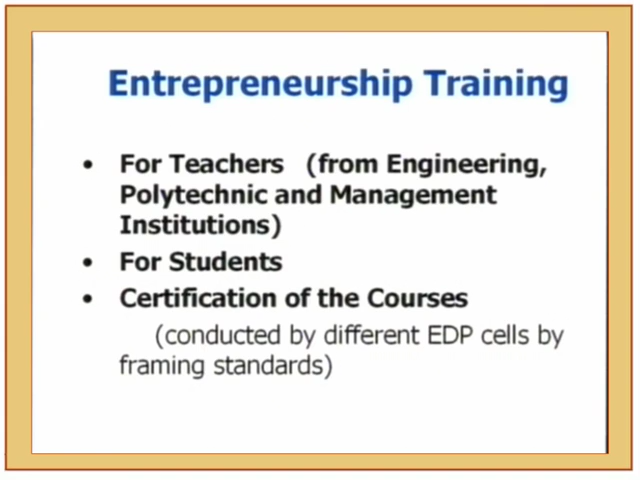 Entrepreneurship Training
• For Teachers (from Engineering,
Polytechnic and Management
Institutions)
• For Students
• Certification of the Courses
(conducted by different EDP cells by
framing standards)